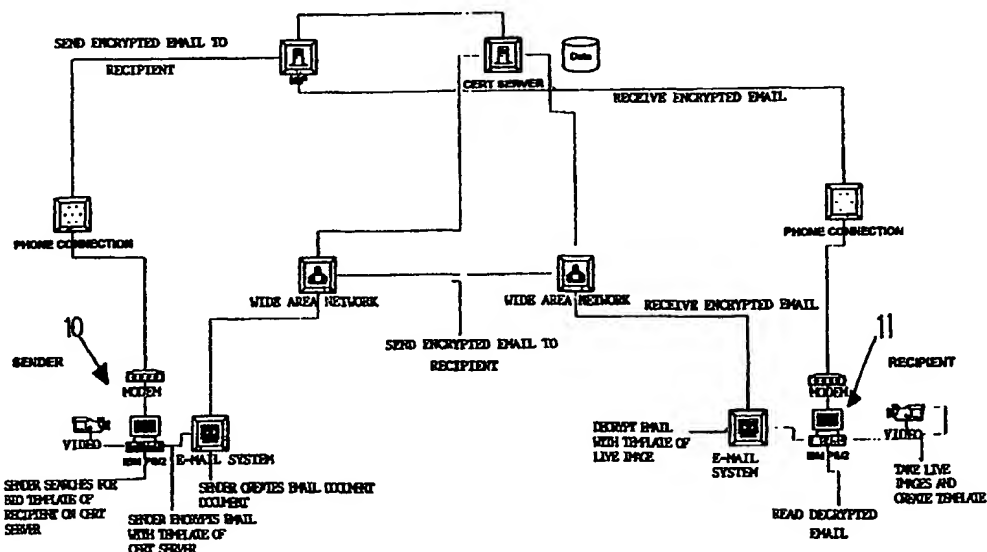 SEND ENCRYPTED EMAIL TO
RECIPIENT
Data
CERT SERVER
RECEIVE ENCRYPTED EMAIL
PHONE CONNECTION
PHONE CONNECTION
WIDE AREA NETWORK
WIDE AREA NETWORK
RECEIVE ENCRYPTED EMAIL
SEND ENCRYPTED EMAIL TO
RECIPIENT
10
SENDER
MODEM
VIDEO
E-MAIL SYSTEM
SENDER SEARCHES FOR
BIO TEMPLATE OF
RECIPIENT ON CERT
SERVER
SENDER CREATES EMAIL DOCUMENT
DOCUMENT
SENDER ENCRYPTS EMAIL
WITH TEMPLATE OF
CERT SERVER
11
RECIPIENT
MODEM
VIDEO
DECRYPT EMAIL
WITH TEMPLATE OF
LIVE IMAGE
E-MAIL
SYSTEM
TAKE LIVE
IMAGES AND
CREATE TEMPLATE
READ DECRYPTED
EMAIL